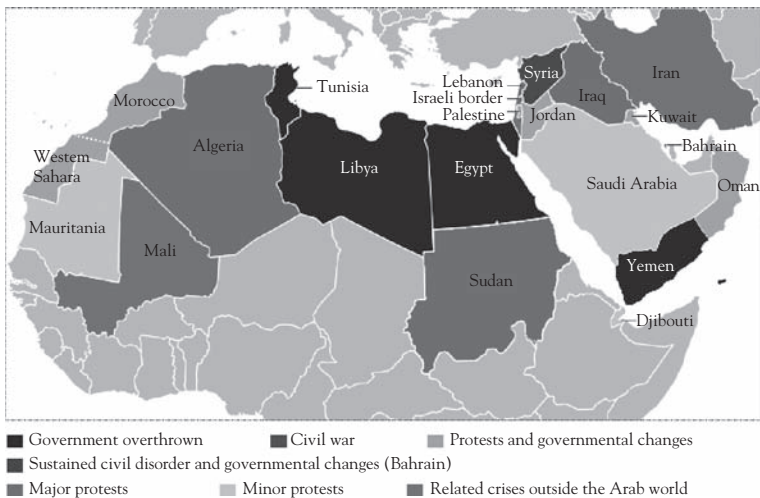 Tunisia
Lebanon
Syria
Israeli border
Palestine
Iraq
Iran
Jordan
Kuwait
Morocco
Algeria
Bahrain
Western
Sahara
Libya
Egypt
Saudi Arabia
Oman
Mauritania
Mali
Sudan
Yemen
Djibouti
Government overthrown Civil war Protests and governmental changes
Sustained civil disorder and governmental changes (Bahrain)
Major protests Minor protests Related crises outside the Arab world